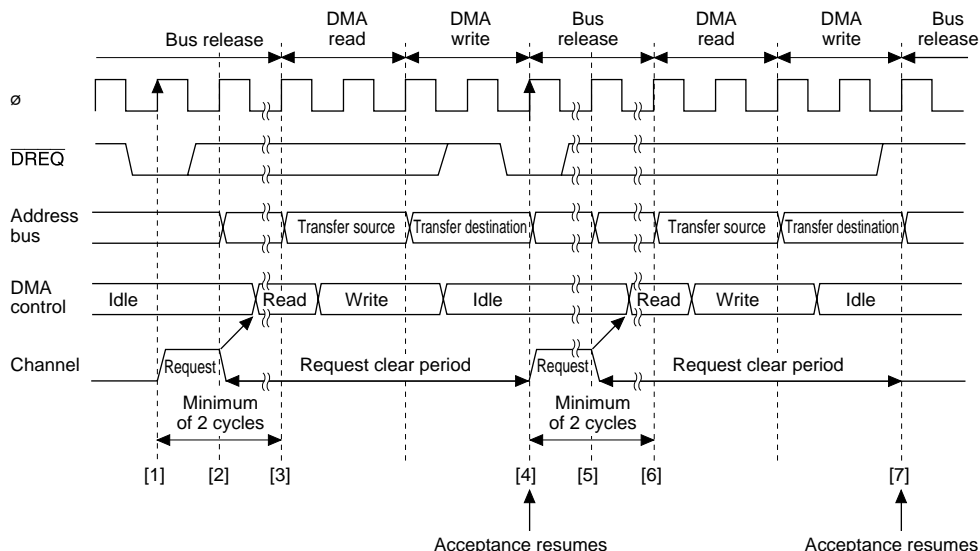 Bus release
DMA read
DMA write
Bus release
DMA read
DMA write
Bus release
ø
DREQ
Address bus
Transfer source
Transfer destination
Transfer source
Transfer destination
DMA control
Idle
Read
Write
Idle
Read
Write
Idle
Channel
Request
Request clear period
Request
Request clear period
Minimum of 2 cycles
Minimum of 2 cycles
[1]
[2]
[3]
[4]
[5]
[6]
[7]
Acceptance resumes
Acceptance resumes